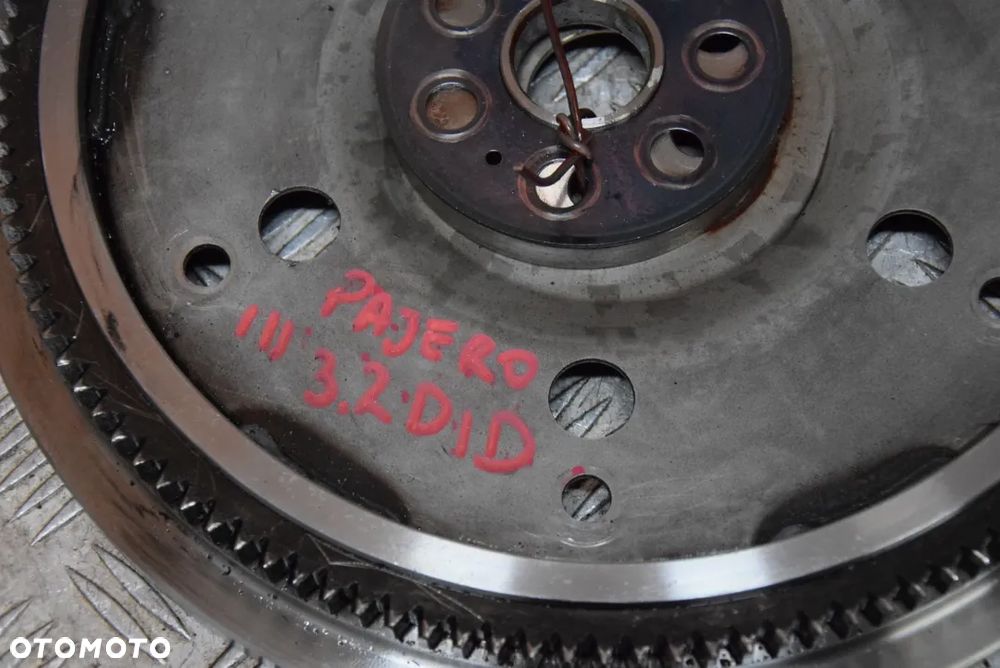 PAJERO
III 3.2 DID
OTOMOTO